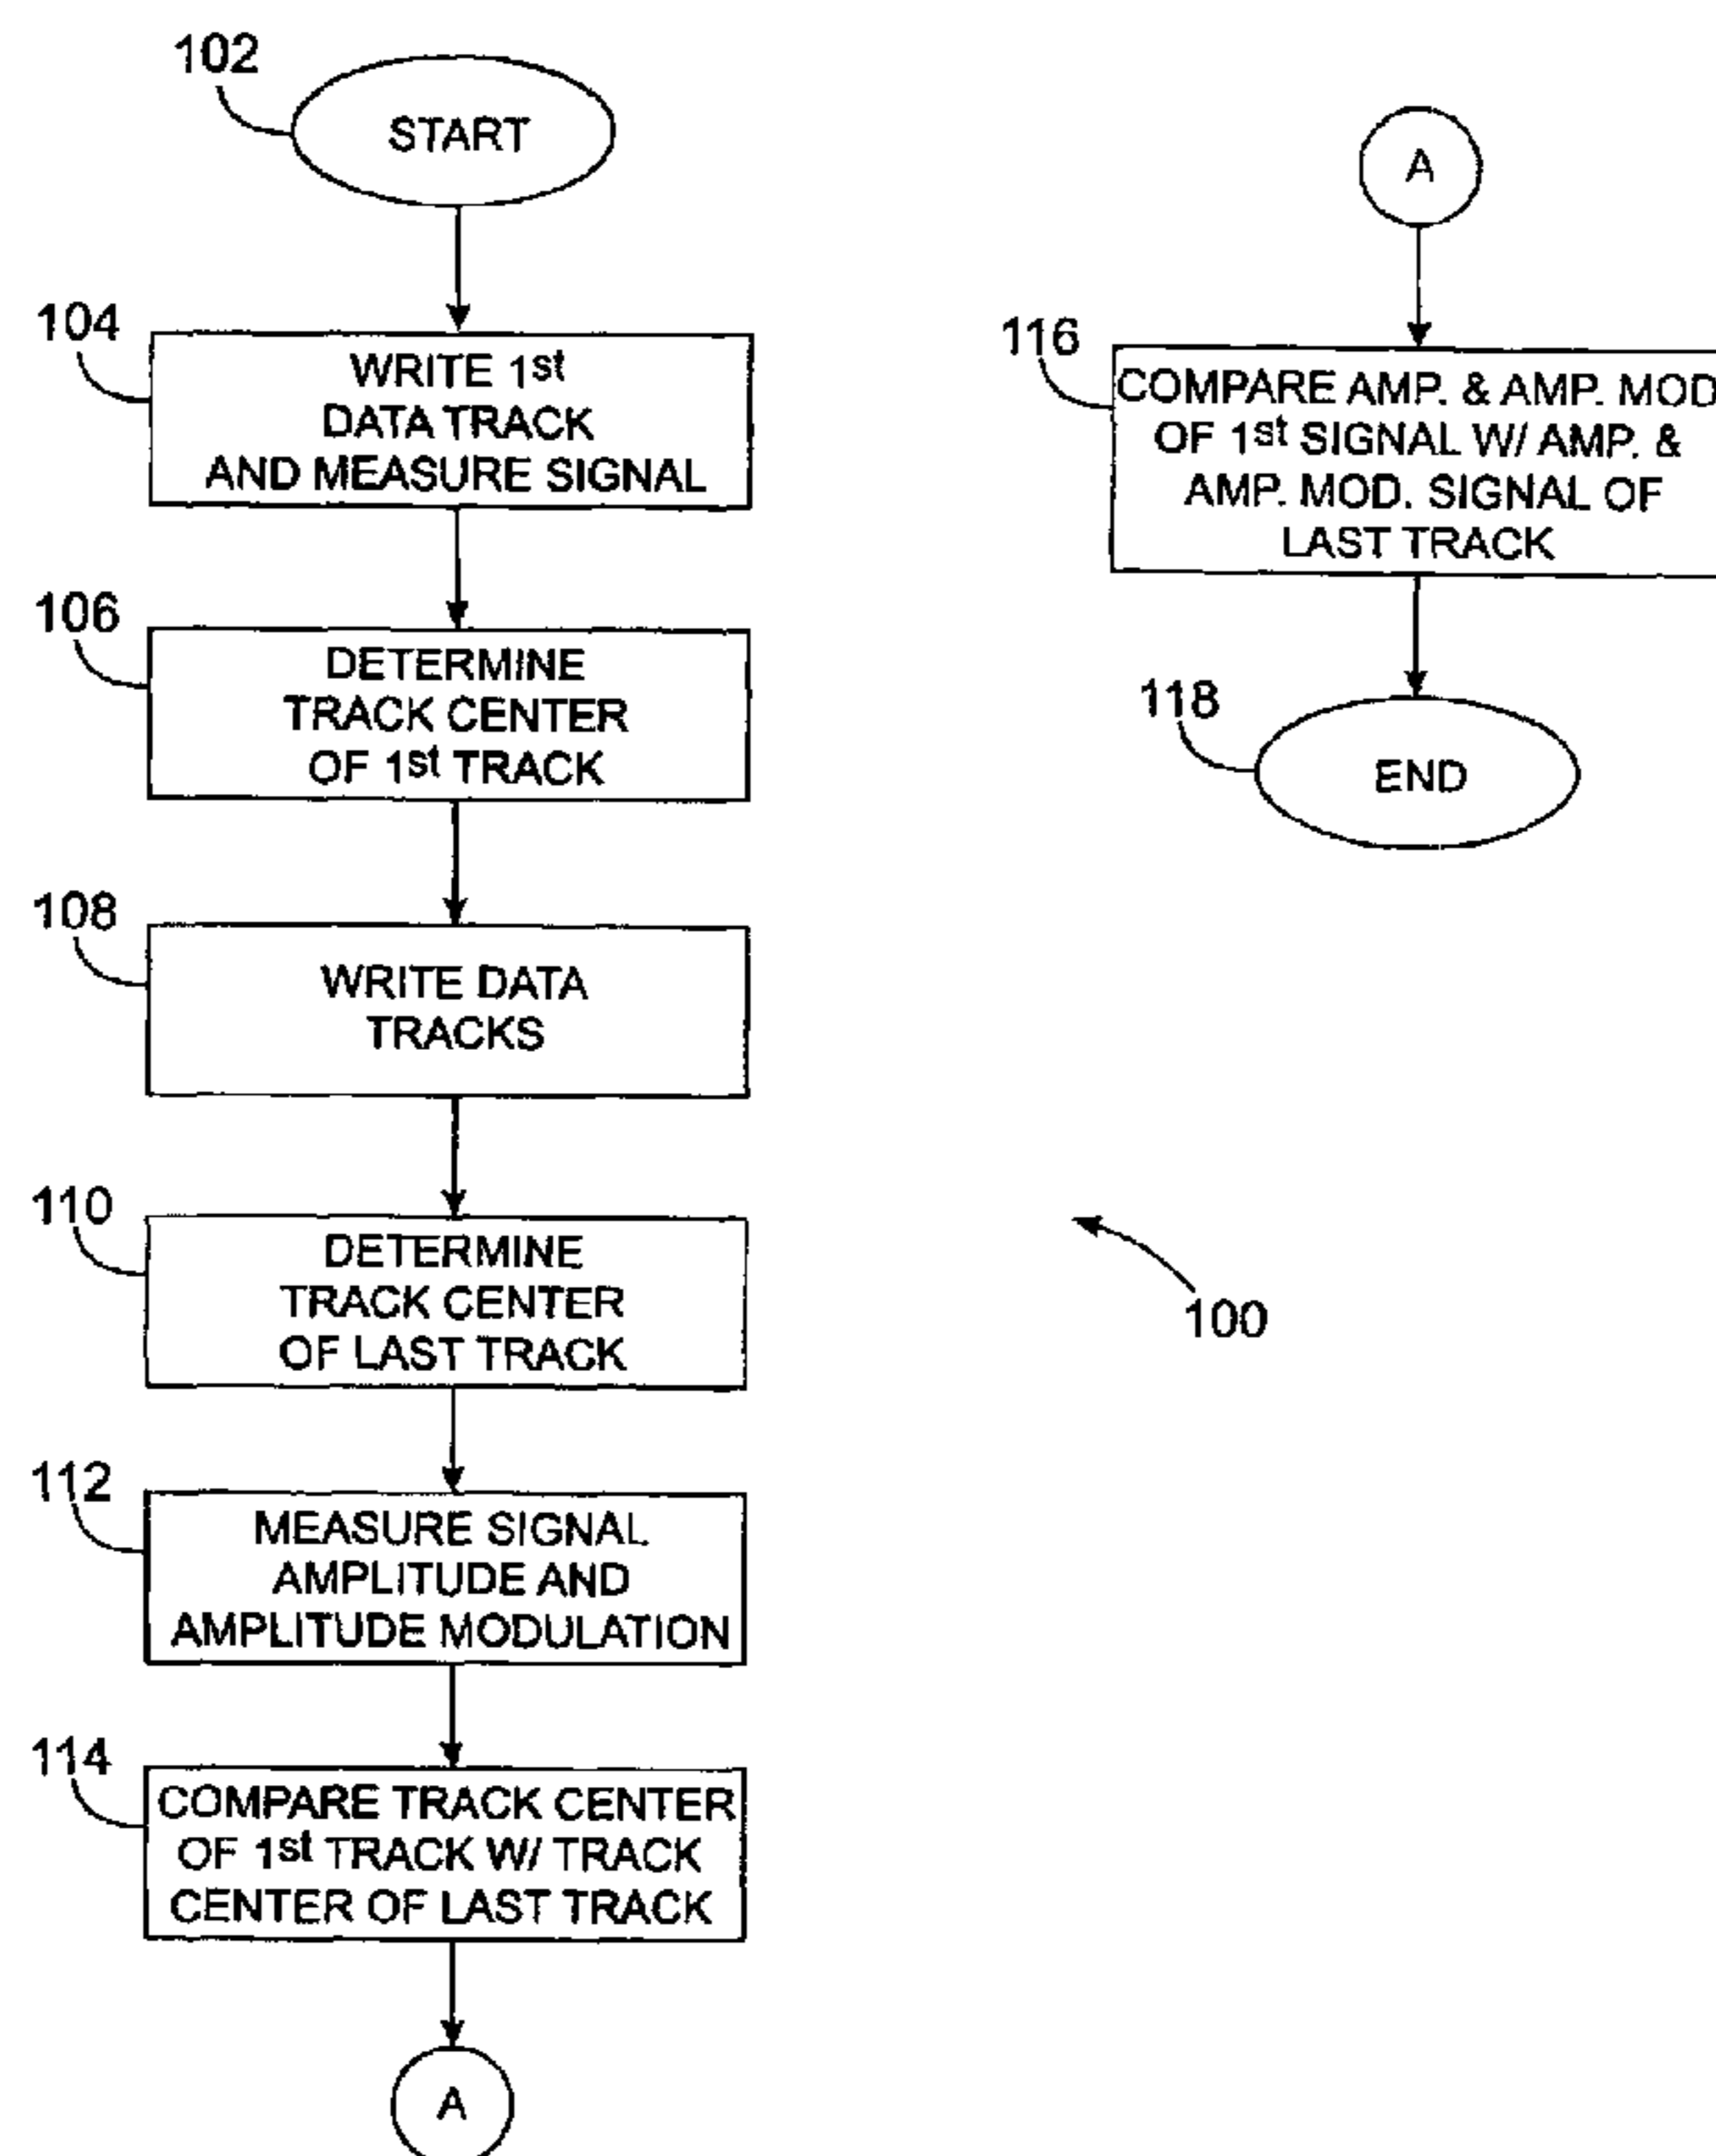 102
START
104
WRITE 1st
DATA TRACK
AND MEASURE SIGNAL
106
DETERMINE
TRACK CENTER
OF 1st TRACK
108
WRITE DATA
TRACKS
110
DETERMINE
TRACK CENTER
OF LAST TRACK
112
MEASURE SIGNAL
AMPLITUDE AND
AMPLITUDE MODULATION
114
COMPARE TRACK CENTER
OF 1st TRACK W/ TRACK
CENTER OF LAST TRACK
A
A
116
COMPARE AMP. & AMP. MOD
OF 1st SIGNAL W/ AMP. &
AMP. MOD. SIGNAL OF
LAST TRACK
118
END
100